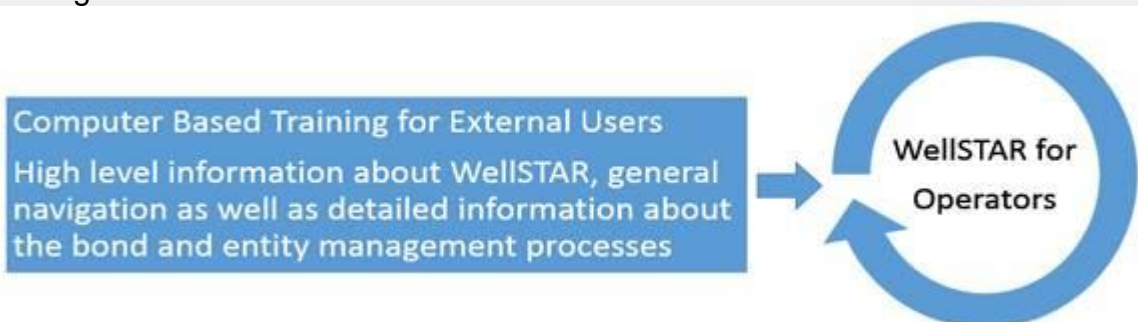 Computer Based Training for External Users
High level information about WellSTAR, general
navigation as well as detailed information about
the bond and entity management processes
WellSTAR for
Operators